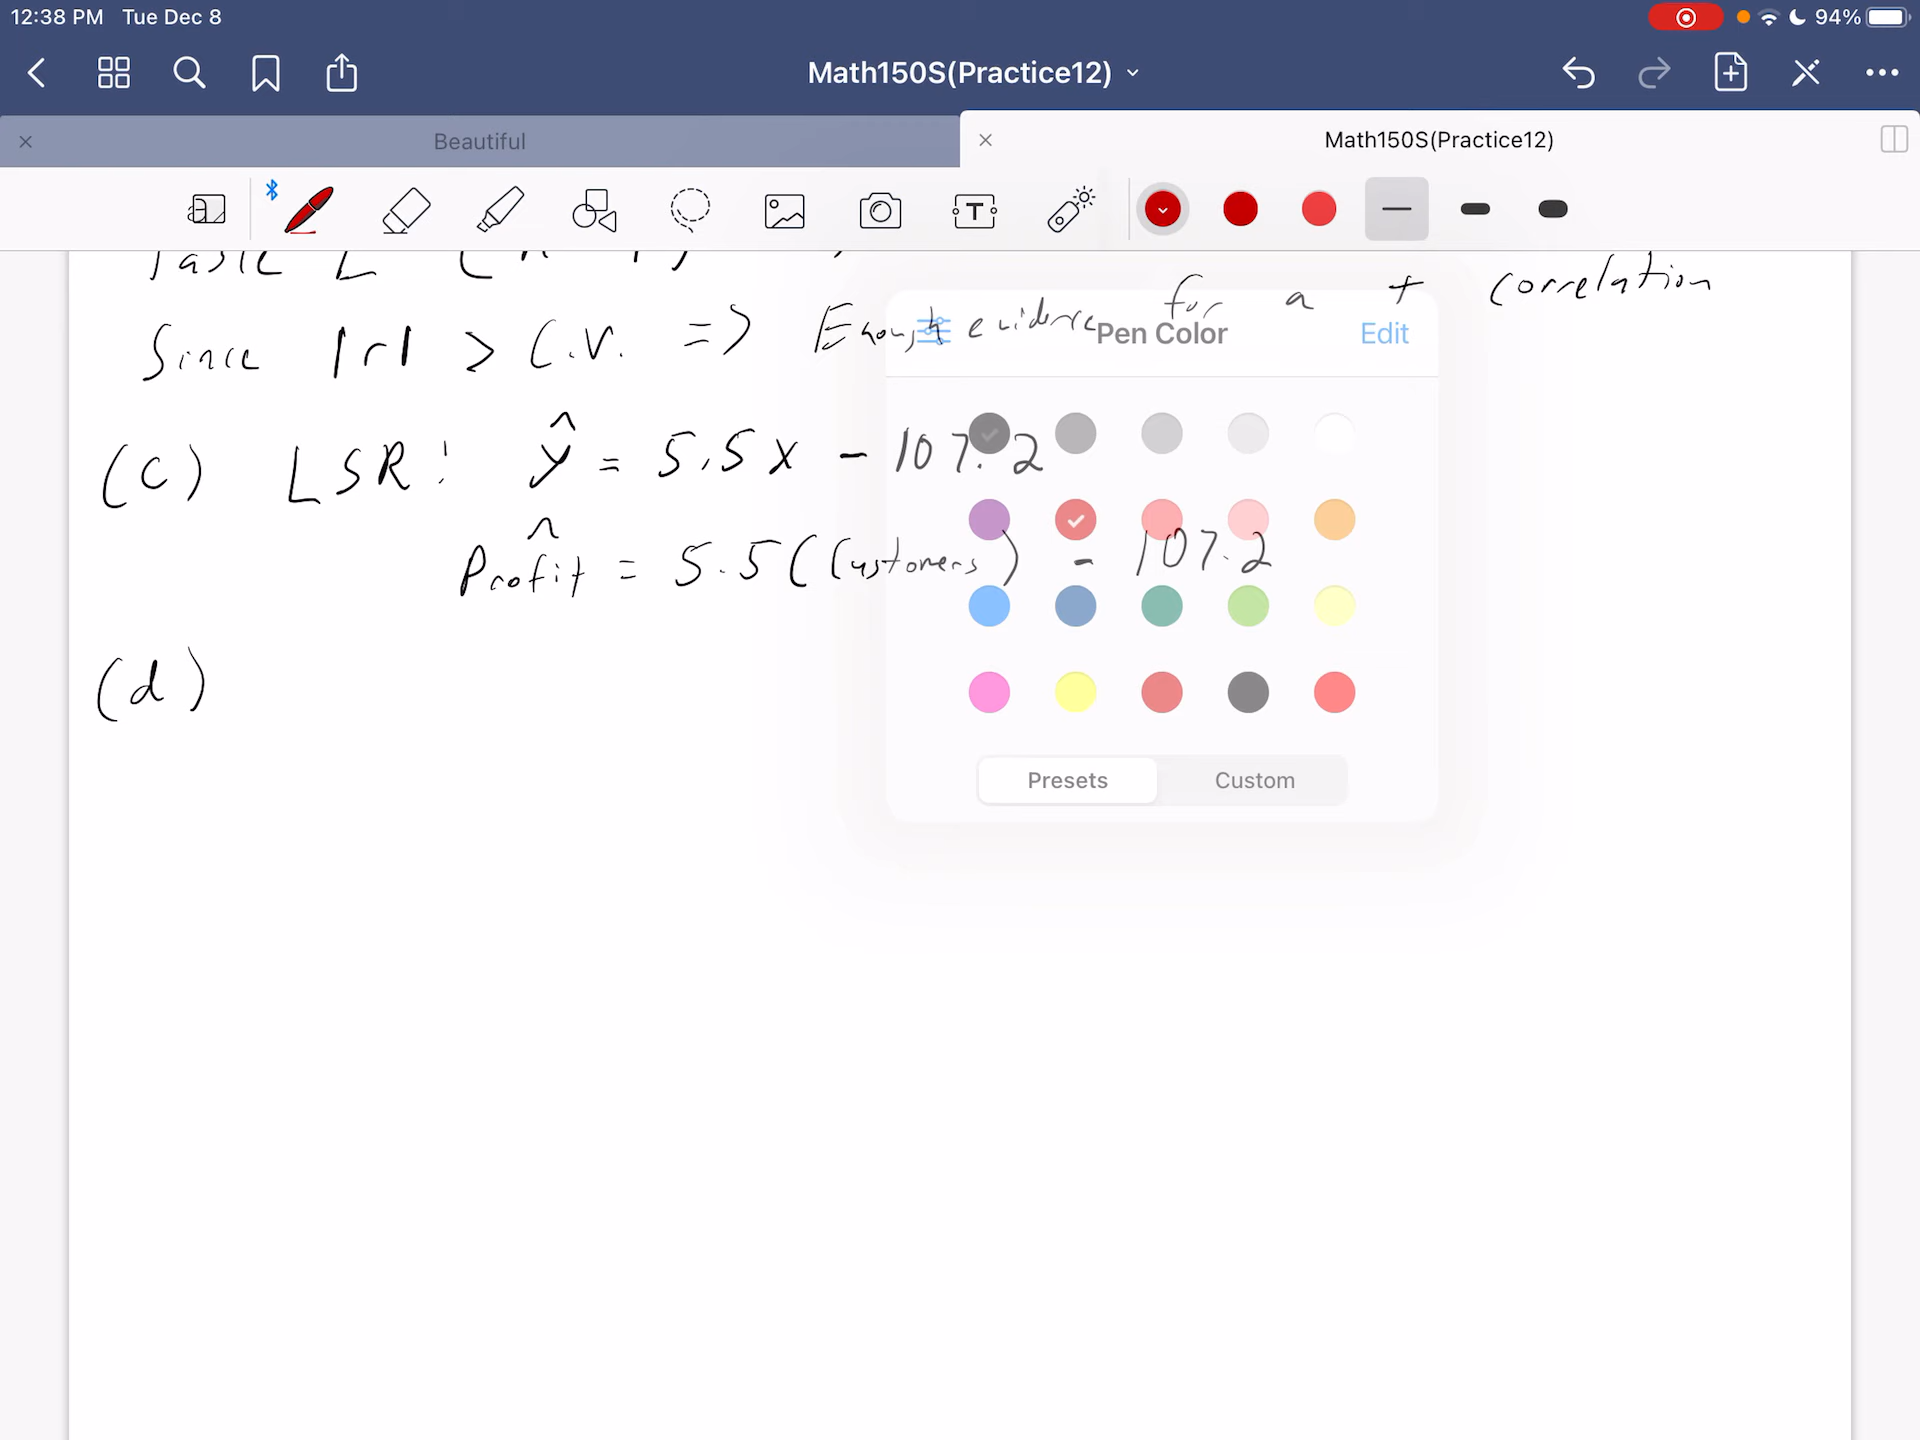 12:38 PM Tue Dec 8
94%
Math150S(Practice12)
Beautiful
Math150S(Practice12)
T
Since |r| > C.V. => Enough evidence for a + correlation
Pen Color
Edit
(c) LSR: ŷ = 5.5x - 107.2
Profit^ = 5.5(Customers) - 107.2
(d)
Presets
Custom